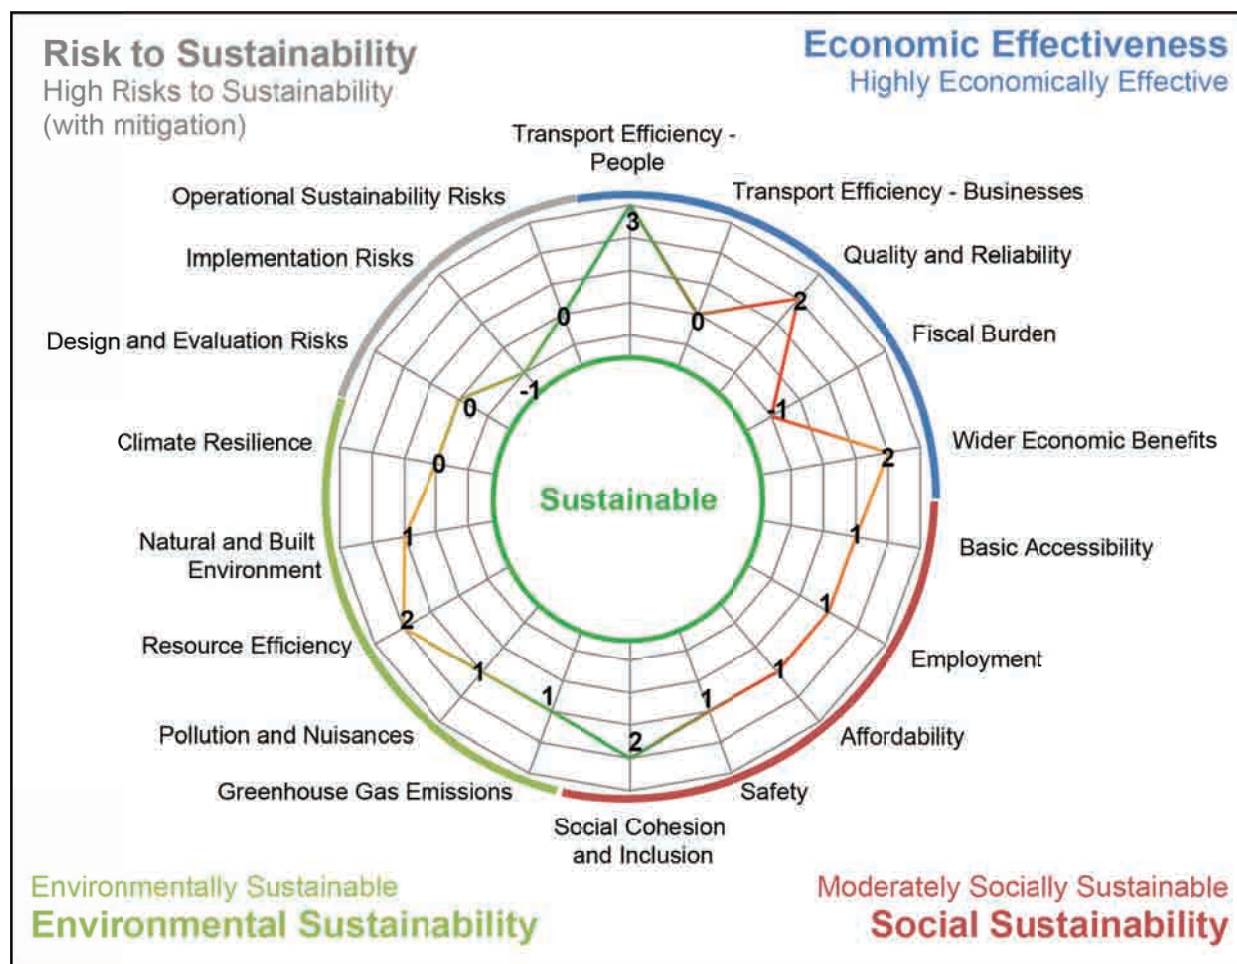 Risk to Sustainability
High Risks to Sustainability
(with mitigation)
Economic Effectiveness
Highly Economically Effective
Transport Efficiency -
People
Transport Efficiency - Businesses
Quality and Reliability
Fiscal Burden
Wider Economic Benefits
Basic Accessibility
Employment
Affordability
Safety
Social Cohesion
and Inclusion
Greenhouse Gas Emissions
Pollution and Nuisances
Resource Efficiency
Natural and Built
Environment
Climate Resilience
Design and Evaluation Risks
Implementation Risks
Operational Sustainability Risks
3
0
2
-1
2
1
1
1
1
2
1
1
2
1
0
0
-1
0
Sustainable
Environmentally Sustainable
Environmental Sustainability
Moderately Socially Sustainable
Social Sustainability